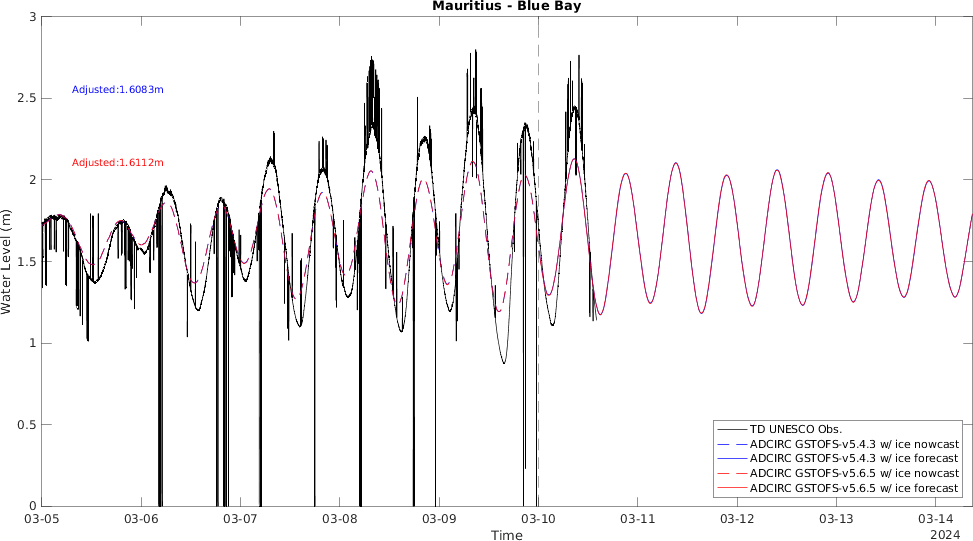 Mauritius - Blue Bay
3
2.5
2
1.5
1
0.5
0
Water Level (m)
Adjusted:1.6083m
Adjusted:1.6112m
TD UNESCO Obs.
ADCIRC GSTOFS-v5.4.3 w/ ice nowcast
ADCIRC GSTOFS-v5.4.3 w/ ice forecast
ADCIRC GSTOFS-v5.6.5 w/ ice nowcast
ADCIRC GSTOFS-v5.6.5 w/ ice forecast
03-05 03-06 03-07 03-08 03-09 03-10 03-11 03-12 03-13 03-14
2024
Time